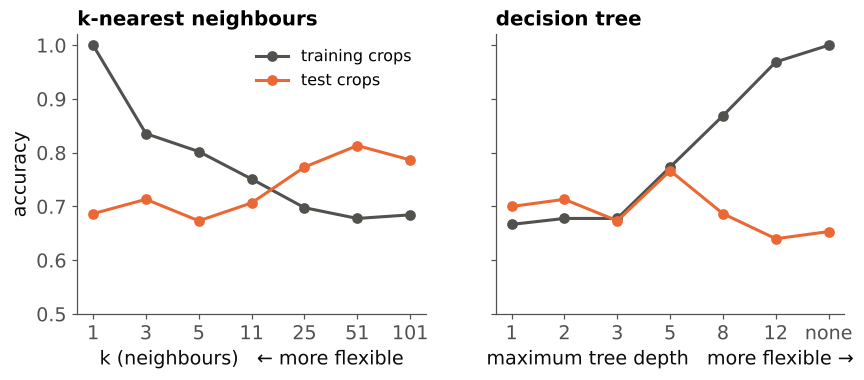 k-nearest neighbours
decision tree
training crops
test crops
accuracy
1.0
0.9
0.8
0.7
0.6
0.5
1 3 5 11 25 51 101
k (neighbours) ← more flexible
1 2 3 5 8 12 none
maximum tree depth more flexible →